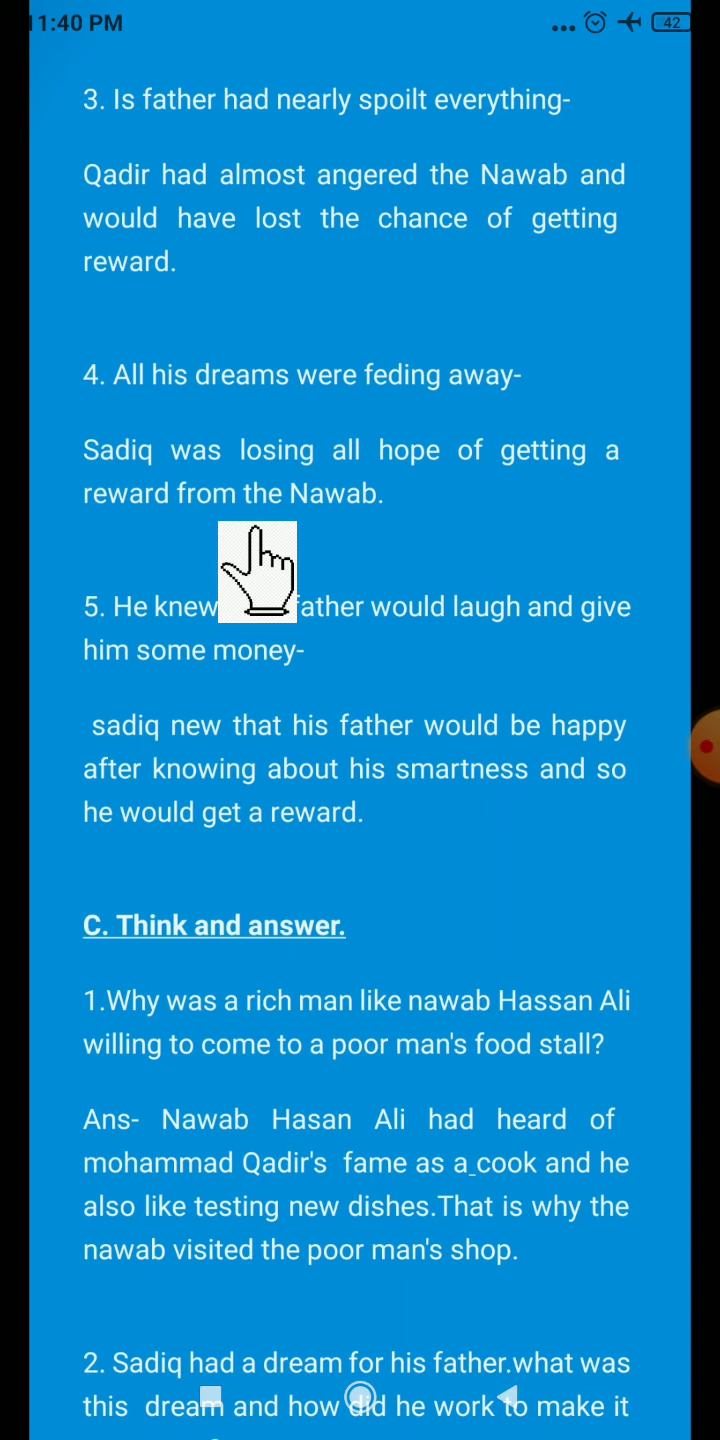 11:40 PM
42
3. Is father had nearly spoilt everything-
Qadir had almost angered the Nawab and
would have lost the chance of getting
reward.
4. All his dreams were feding away-
Sadiq was losing all hope of getting a
reward from the Nawab.
5. He knew ather would laugh and give
him some money-
sadiq new that his father would be happy
after knowing about his smartness and so
he would get a reward.
C. Think and answer.
1.Why was a rich man like nawab Hassan Ali
willing to come to a poor man's food stall?
Ans- Nawab Hasan Ali had heard of
mohammad Qadir's fame as a cook and he
also like testing new dishes.That is why the
nawab visited the poor man's shop.
2. Sadiq had a dream for his father.what was
this dream and how did he work to make it